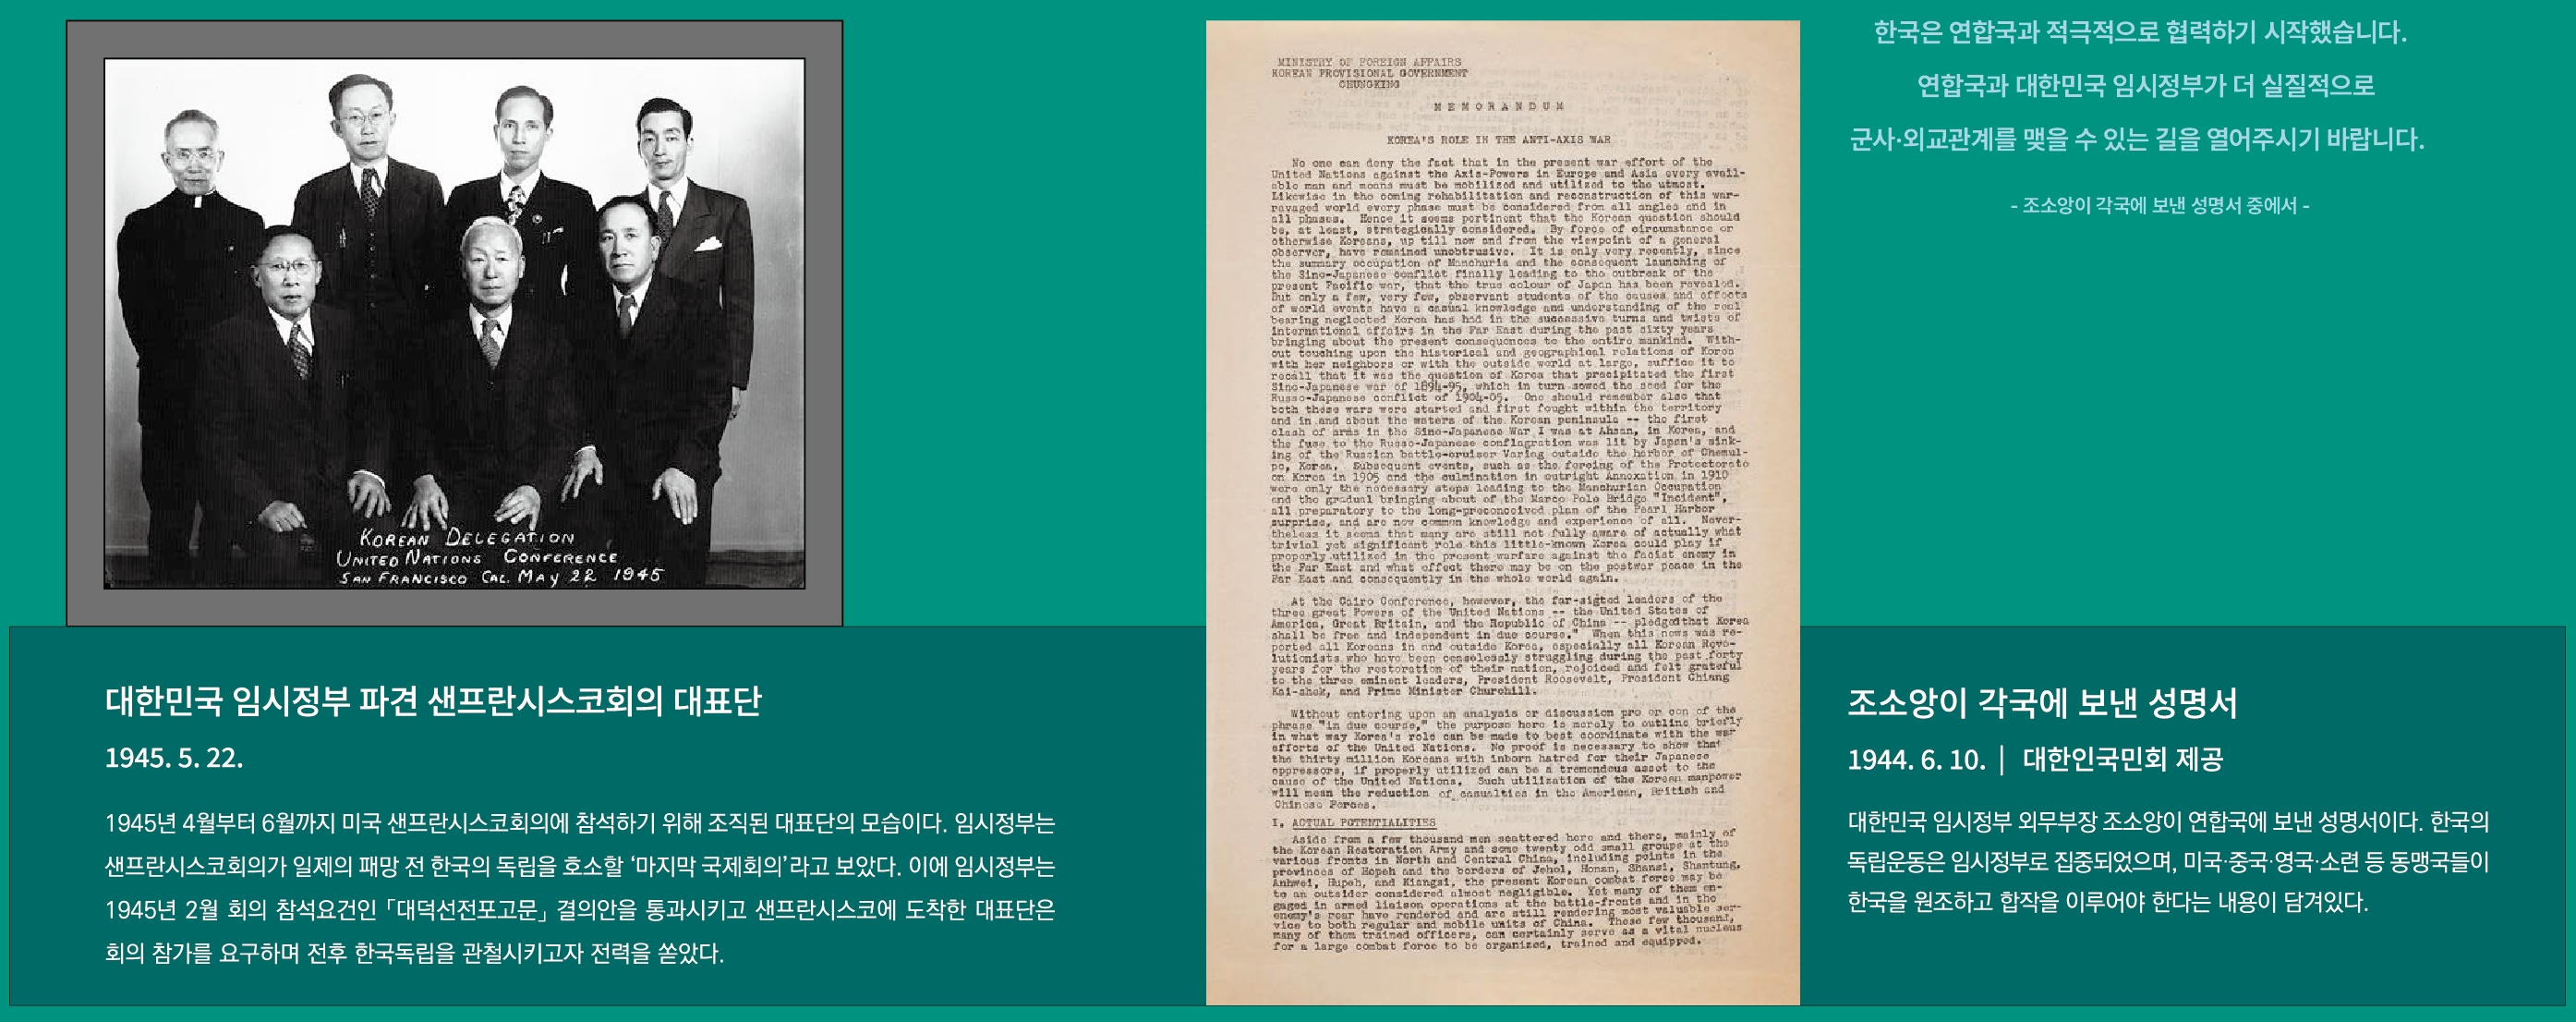 KOREAN DELEGATION
UNITED NATIONS CONFERENCE
SAN FRANCISCO CAL. MAY 22 1945
대한민국 임시정부 파견 샌프란시스코회의 대표단
1945. 5. 22.
1945년 4월부터 6월까지 미국 샌프란시스코회의에 참석하기 위해 조직된 대표단의 모습이다. 임시정부는
샌프란시스코회의가 일제의 패망 전 한국의 독립을 호소할 ‘마지막 국제회의’라고 보았다. 이에 임시정부는
1945년 2월 회의 참석요건인 「대덕선전포고문」 결의안을 통과시키고 샌프란시스코에 도착한 대표단은
회의 참가를 요구하며 전후 한국독립을 관철시키고자 전력을 쏟았다.
MINISTRY OF FOREIGN AFFAIRS
KOREAN PROVISIONAL GOVERNMENT
CHUNGKING
MEMORANDUM
KOREA'S ROLE IN THE ANTI-AXIS WAR
No one can deny the fact that in the present war effort of the
United Nations against the Axis-Powers in Europe and Asia every avail-
able man and means must be mobilized and utilized to the utmost.
Likewise in the coming rehabilitation and reconstruction of this war-
ravaged world every phase must be considered from all angles and in
all phases. Hence it seems pertinent that the Korean question should
be, at least, strategically considered. By force of circumstance or
otherwise Koreans, up till now and from the viewpoint of a general
observer, have remained unobtrusive. It is only very recently, since
the summary occupation of Manchuria and the consequent launching of
the Sino-Japanese conflict finally leading to the outbreak of the
present Pacific war, that the true colour of Japan has been revealed.
But only a few, very few, observant students of the causes and effects
of world events have a casual knowledge and understanding of the real
bearing neglected Korea has had in the successive turns and twists of
international affairs in the Far East during the past sixty years
bringing about the present consequences to the entire mankind. With-
out touching upon the historical and geographical relations of Korea
with her neighbors or with the outside world at large, suffice it to
recall that it was the question of Korea that precipitated the first
Sino-Japanese war of 1894-95, which in turn sowed the seed for the
Russo-Japanese conflict of 1904-05. One should remember also that
both these wars were started and first fought within the territory
and in and about the waters of the Korean peninsula -- the first
clash of arms in the Sino-Japanese War I was at Ahsan, in Korea, and
the fuse to the Russo-Japanese conflagration was lit by Japan's sink-
ing of the Russian battle-cruiser Variag outside the harbor of Chemul-
po, Korea. Subsequent events, such as the forcing of the Protectorate
on Korea in 1905 and the culmination in outright Annexation in 1910
were only the necessary steps leading to the Manchurian Occupation
and the gradual bringing about of the Marco Polo Bridge "Incident",
all preparatory to the long-preconceived plan of the Pearl Harbor
surprise, and are now common knowledge and experience of all. Never-
theless it seems that many are still not fully aware of actually what
trivial yet significant role this little-known Korea could play if
properly utilized in the present warfare against the facist enemy in
the Far East and what effect there may be on the postwar peace in the
Far East and consequently in the whole world again.
At the Cairo Conference, however, the far-sigted leaders of the
three great Powers of the United Nations -- the United States of
America, Great Britain, and the Republic of China -- pledged that Korea
shall be free and independent in due course." When this news was re-
ported all Koreans in and outside Korea, especially all Korean Revo-
lutionists who have been ceaselessly struggling during the past forty
years for the restoration of their nation, rejoiced and felt grateful
to the three eminent leaders, President Roosevelt, President Chiang
Kai-shek, and Prime Minister Churchill.
Without entering upon an analysis or discussion pro or con of the
phrase "in due course," the purpose here is merely to outline briefly
in what way Korea's role can be made to best coordinate with the war
efforts of the United Nations. No proof is necessary to show that
the thirty million Koreans with inborn hatred for their Japanese
oppressors, if properly utilized can be a tremendous asset to the
cause of the United Nations. Such utilization of the Korean manpower
will mean the reduction of casualties in the American, British and
Chinese Forces.
I. ACTUAL POTENTIALITIES
Aside from a few thousand men scattered here and there, mainly of
the Korean Restoration Army and some twenty odd small groups at the
various fronts in North and Central China, including points in the
provinces of Hopeh and the borders of Jehol, Honan, Shansi, Shantung,
Anhwei, Hupeh, and Kiangsi, the present Korean combat force may be
to an outsider considered almost negligible. Yet many of them en-
gaged in armed liaison operations at the battle-fronts and in the
enemy's rear have rendered and are still rendering most valuable ser-
vice to both regular and mobile units of China. These few thousand,
many of them trained officers, can certainly serve as a vital nucleus
for a large combat force to be organized, trained and equipped.
한국은 연합국과 적극적으로 협력하기 시작했습니다.
연합국과 대한민국 임시정부가 더 실질적으로
군사·외교관계를 맺을 수 있는 길을 열어주시기 바랍니다.
- 조소앙이 각국에 보낸 성명서 중에서 -
조소앙이 각국에 보낸 성명서
1944. 6. 10. | 대한인국민회 제공
대한민국 임시정부 외무부장 조소앙이 연합국에 보낸 성명서이다. 한국의
독립운동은 임시정부로 집중되었으며, 미국·중국·영국·소련 등 동맹국들이
한국을 원조하고 합작을 이루어야 한다는 내용이 담겨있다.